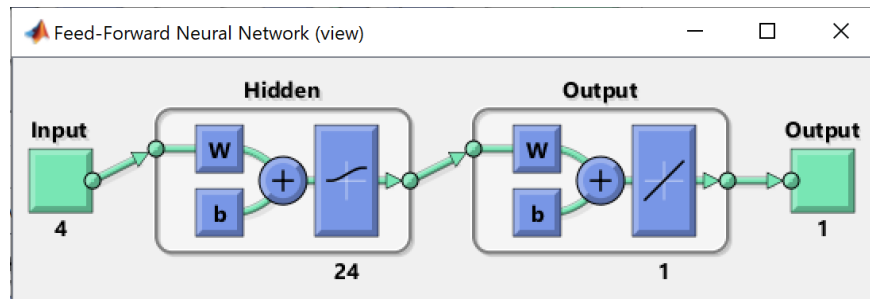 Feed-Forward Neural Network (view)
Hidden
Output
Input
Output
W
W
b
b
4
24
1
1